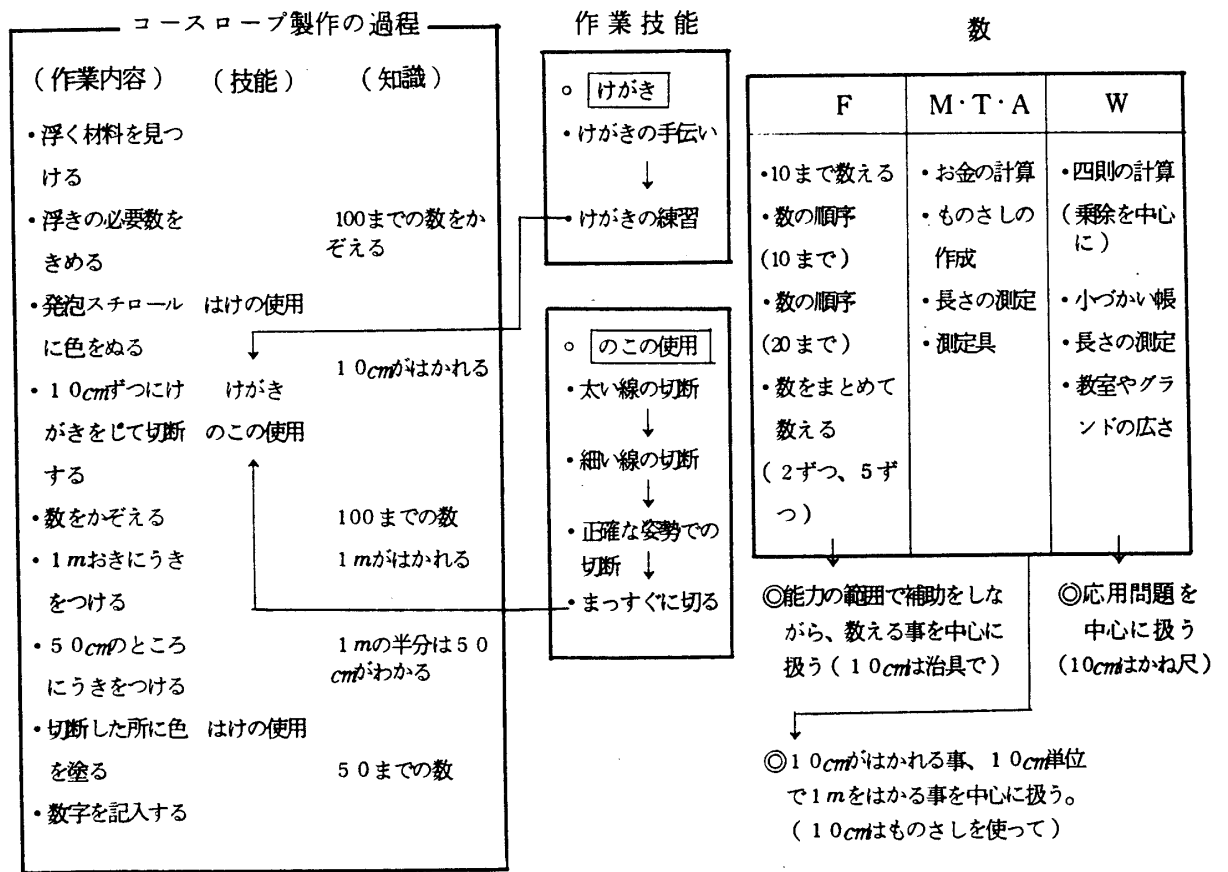 コースロープ製作の過程
(作業内容) (技能) (知識)
・浮く材料を見つ
ける
・浮きの必要数を 100までの数をか
きめる ぞえる
・発泡スチロール はけの使用
に色をぬる
10cmがはかれる
・10cmずつにけ けがき
がきをじて切断 のこの使用
する
・数をかぞえる 100までの数
・1mおきにうき 1mがはかれる
をつける
・50cmのところ 1mの半分は50
にうきをつける cmがわかる
・切断した所に色 はけの使用
を塗る 50までの数
・数字を記入する
作業技能
○ けがき
・けがきの手伝い
↓
・けがきの練習
○ のこの使用
・太い線の切断
↓
・細い線の切断
↓
・正確な姿勢での
切断 ↓
・まっすぐに切る
数
F M・T・A W
・10まで数える ・お金の計算 ・四則の計算
・数の順序 ・ものさしの (乗除を中心
に)
(10まで) 作成
・数の順序 ・長さの測定 ・小づかい帳
(20まで) ・測定具 ・長さの測定
・数をまとめて ・教室やグラ
数える ンドの広さ
(2ずつ、5ず
つ)
◎能力の範囲で補助をしな ◎応用問題を
がら、数える事を中心に 中心に扱う
扱う(10cmは治具で) (10cmはかね尺)
◎10cmがはかれる事、10cm単位
で1mをはかる事を中心に扱う。
(10cmはものさしを使って)